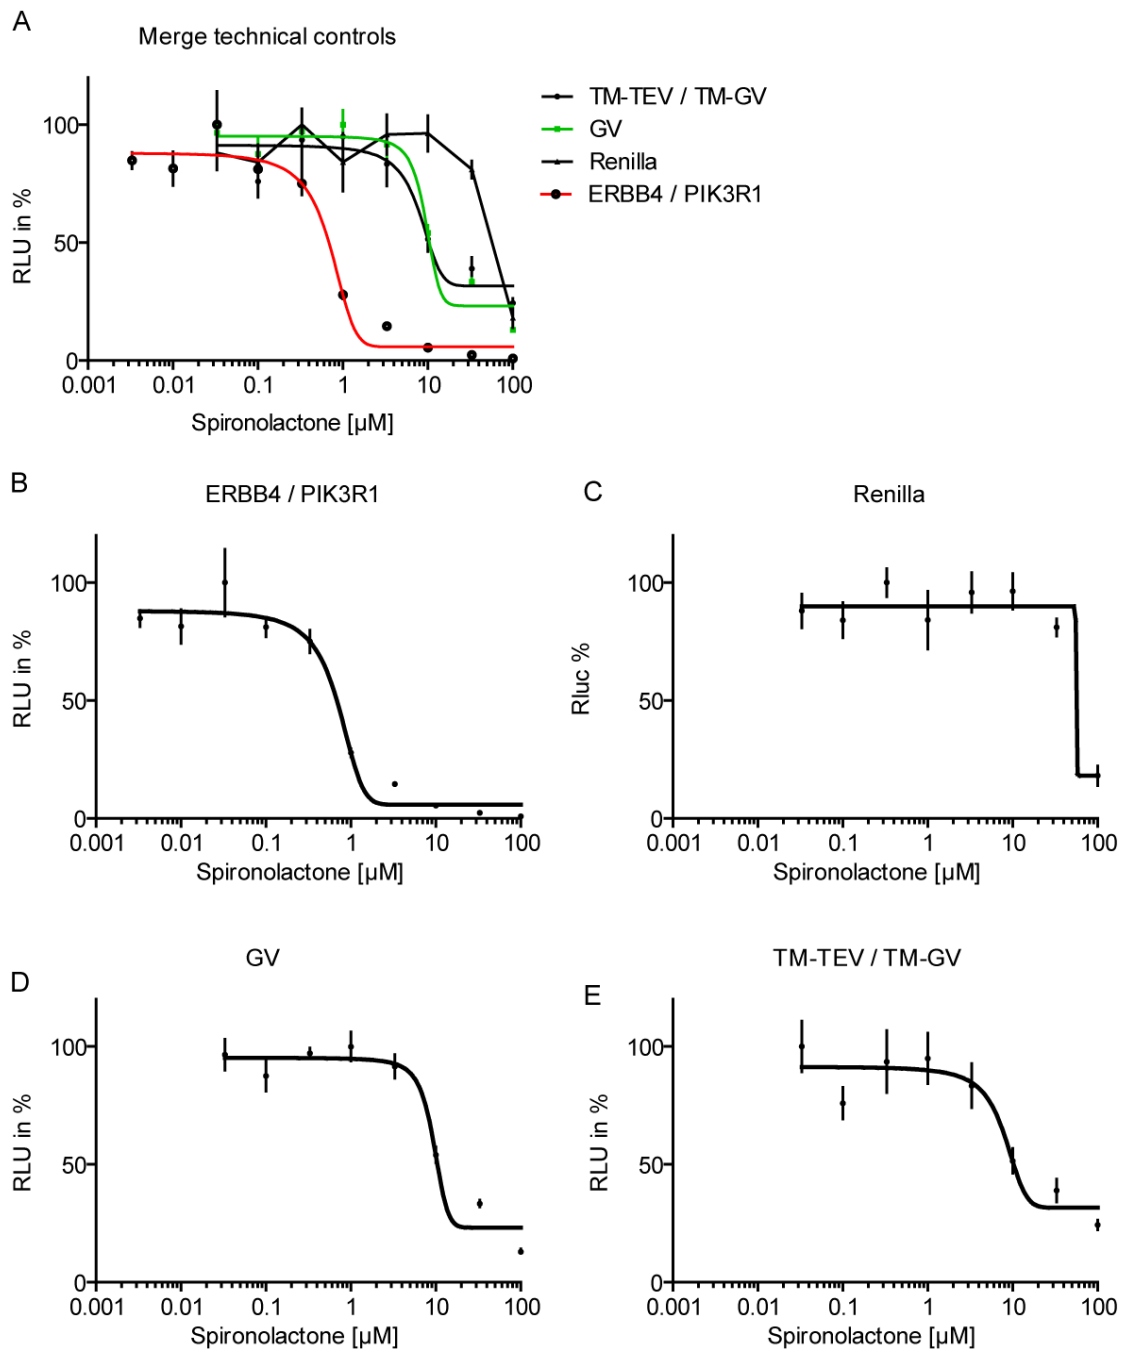 A
Merge technical controls
100
50
0
RLU in %
0.001 0.01 0.1 1 10 100
Spironolactone [µM]
TM-TEV / TM-GV
GV
Renilla
ERBB4 / PIK3R1
B
ERBB4 / PIK3R1
100
50
0
RLU in %
0.001 0.01 0.1 1 10 100
Spironolactone [µM]
C
Renilla
100
50
0
Rluc %
0.001 0.01 0.1 1 10 100
Spironolactone [µM]
D
GV
100
50
0
RLU in %
0.001 0.01 0.1 1 10 100
Spironolactone [µM]
E
TM-TEV / TM-GV
100
50
0
RLU in %
0.001 0.01 0.1 1 10 100
Spironolactone [µM]